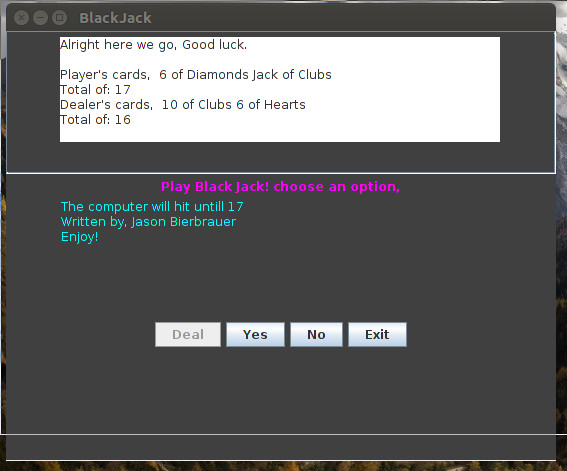 BlackJack
Alright here we go, Good luck.
Player's cards,  6 of Diamonds Jack of Clubs
Total of: 17
Dealer's cards,  10 of Clubs 6 of Hearts
Total of: 16
Play Black Jack! choose an option,
The computer will hit untill 17
Written by, Jason Bierbrauer
Enjoy!
Deal Yes No Exit